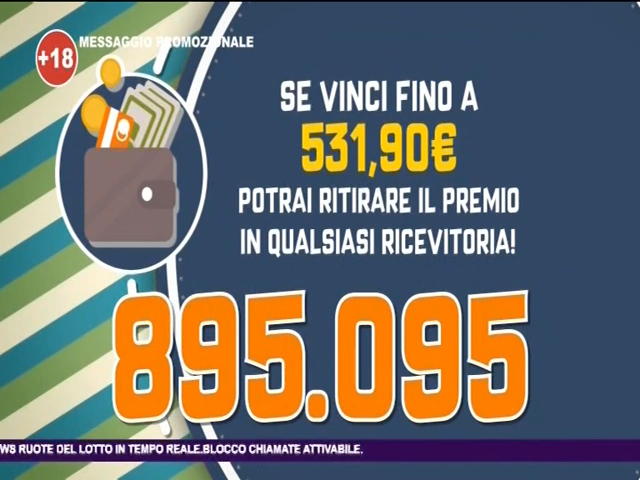 +18
MESSAGGIO PROMOZIONALE
SE VINCI FINO A
531,90€
POTRAI RITIRARE IL PREMIO
IN QUALSIASI RICEVITORIA!
895.095
WS RUOTE DEL LOTTO IN TEMPO REALE.BLOCCO CHIAMATE ATTIVABILE.